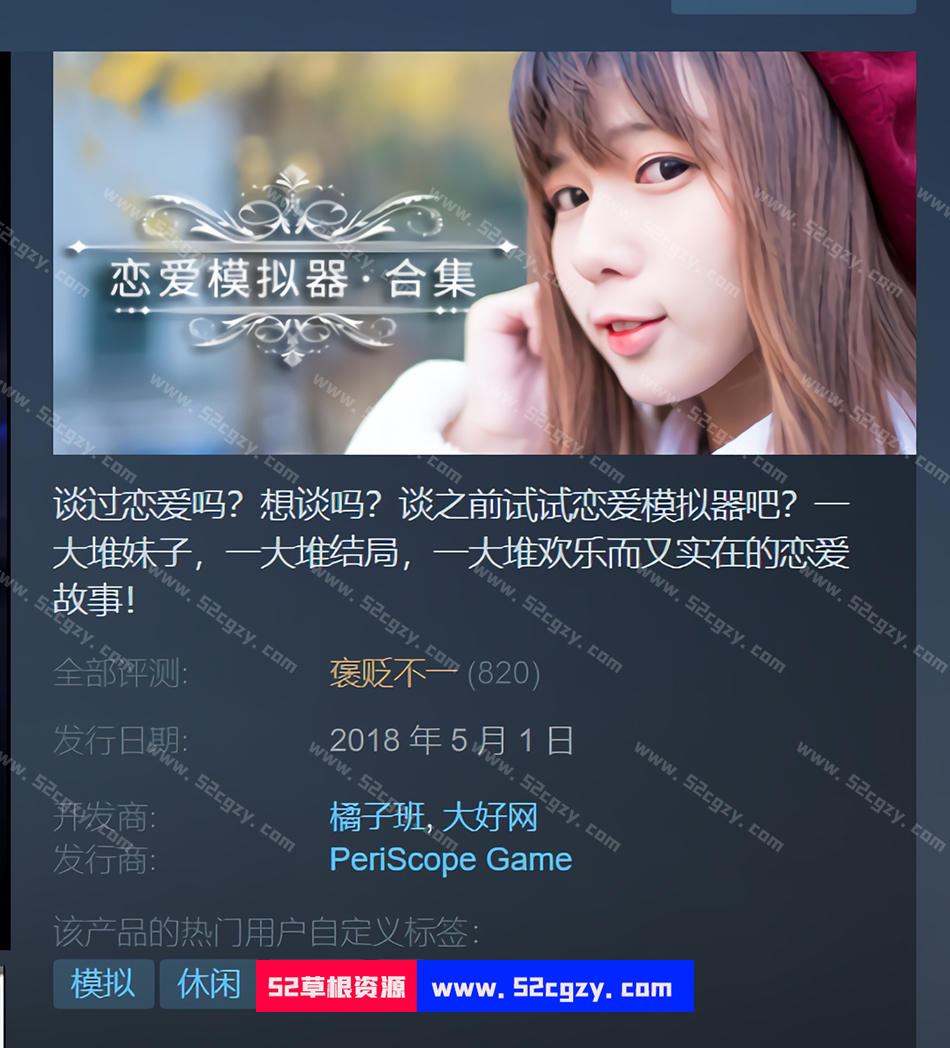 恋爱模拟器·合集
谈过恋爱吗？想谈吗？谈之前试试恋爱模拟器吧？一
大堆妹子，一大堆结局，一大堆欢乐而又实在的恋爱
故事！
全部评测: 褒贬不一 (820)
发行日期: 2018 年 5 月 1 日
开发商: 橘子班, 大好网
发行商: PeriScope Game
该产品的热门用户自定义标签:
模拟 休闲 52草根资源 www.52cgzy.com